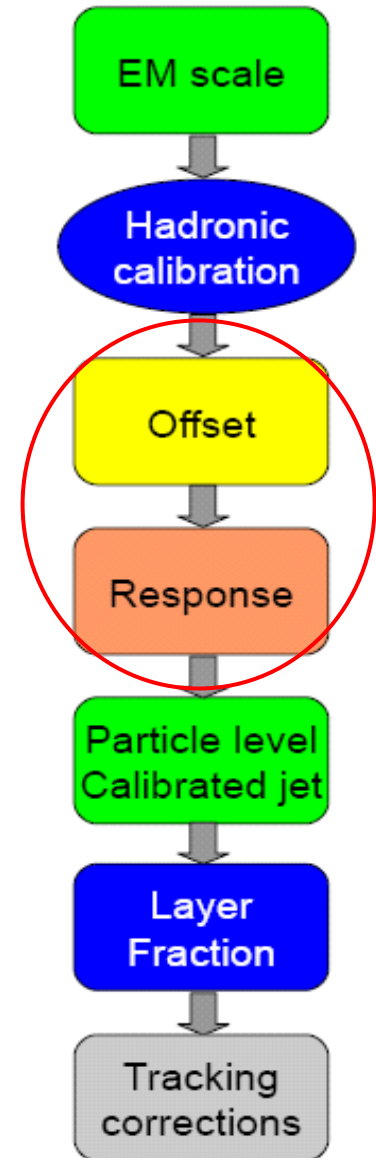 EM scale
Hadronic
calibration
Offset
Response
Particle level
Calibrated jet
Layer
Fraction
Tracking
corrections